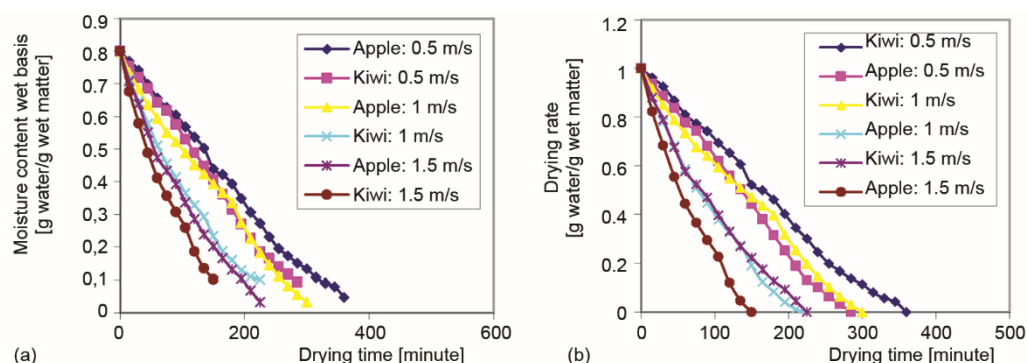 0.9
0.8
0.7
0.6
0.5
0.4
0.3
0.2
0,1
0
Moisture content wet basis
[g water/g wet matter]
Apple: 0.5 m/s
Kiwi: 0.5 m/s
Apple: 1 m/s
Kiwi: 1 m/s
Apple: 1.5 m/s
Kiwi: 1.5 m/s
0 200 400 600
(a) Drying time [minute]
1.2
1
0.8
0.6
0.4
0.2
0
Drying rate
[g water/g wet matter]
Kiwi: 0.5 m/s
Apple: 0.5 m/s
Kiwi: 1 m/s
Apple: 1 m/s
Kiwi: 1.5 m/s
Apple: 1.5 m/s
0 100 200 300 400 500
(b) Drying time [minute]